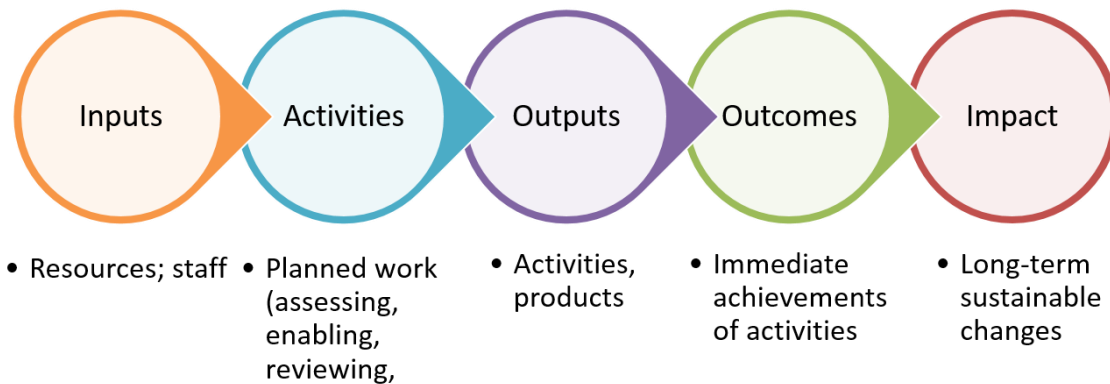 Inputs
Activities
Outputs
Outcomes
Impact
• Resources; staff
• Planned work
(assessing,
enabling,
reviewing,
• Activities,
products
• Immediate
achievements
of activities
• Long-term
sustainable
changes